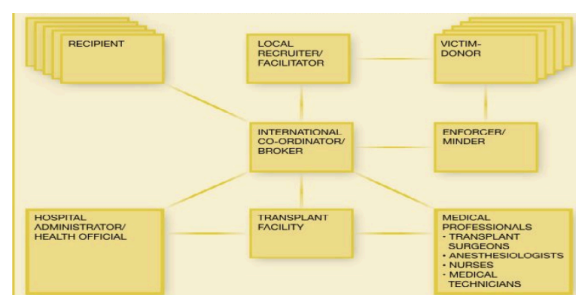 RECIPIENT
LOCAL
RECRUITER/
FACILITATOR
VICTIM-
DONOR
INTERNATIONAL
CO-ORDINATOR/
BROKER
ENFORCER/
MINDER
HOSPITAL
ADMINISTRATOR/
HEALTH OFFICIAL
TRANSPLANT
FACILITY
MEDICAL
PROFESSIONALS
- TRANSPLANT
SURGEONS
• ANESTHESIOLOGISTS
• NURSES
- MEDICAL
TECHNICIANS